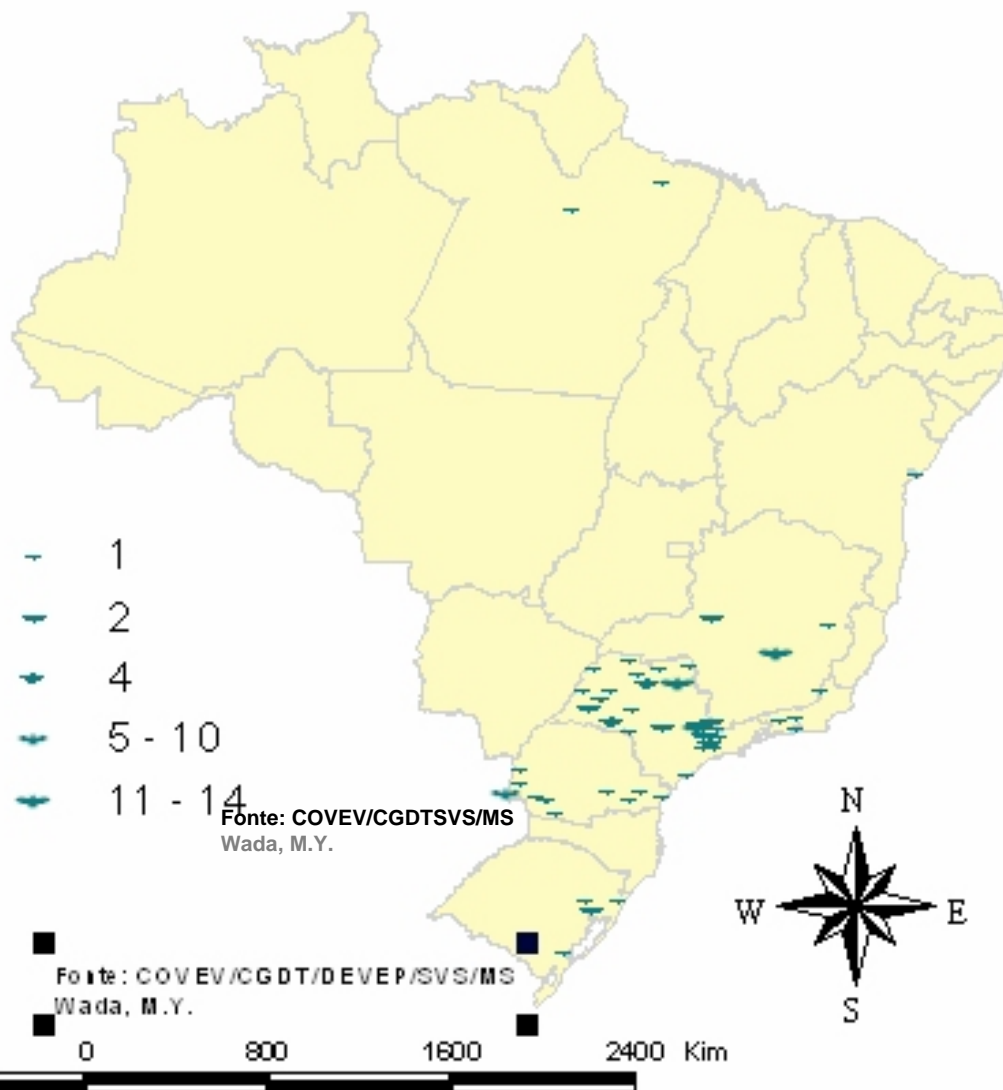 1
2
4
5 - 10
11 - 14
Fonte: COVEV/CGDTSVS/MS
Wada, M.Y.
N
W E
S
Fonte: COVEV/CGDT/DEVEP/SVS/MS
Wada, M.Y.
0 800 1600 2400 Kim